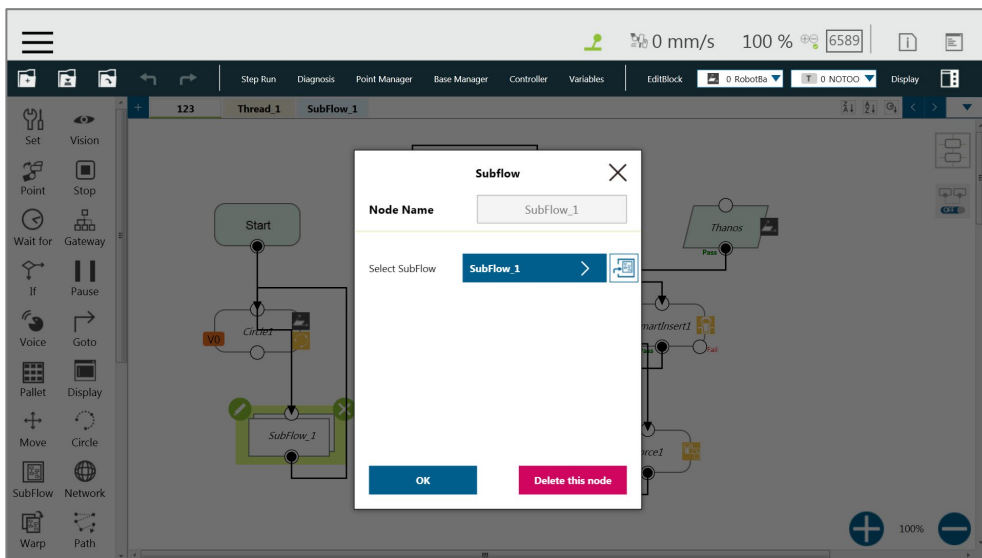 0 mm/s 100 % 6589
Step Run Diagnosis Point Manager Base Manager Controller Variables EditBlock 0 RobotBa T 0 NOTOO Display
123 Thread_1 SubFlow_1
Set Vision
Point Stop
Wait for Gateway
If Pause
Voice Goto
Pallet Display
Move Circle
SubFlow Network
Warp Path
Start
V0 Circle1
SubFlow_1
Subflow
Node Name SubFlow_1
Select SubFlow SubFlow_1
OK Delete this node
Thanos
Pass
martInsert1
Pass Fail
orce1
100%